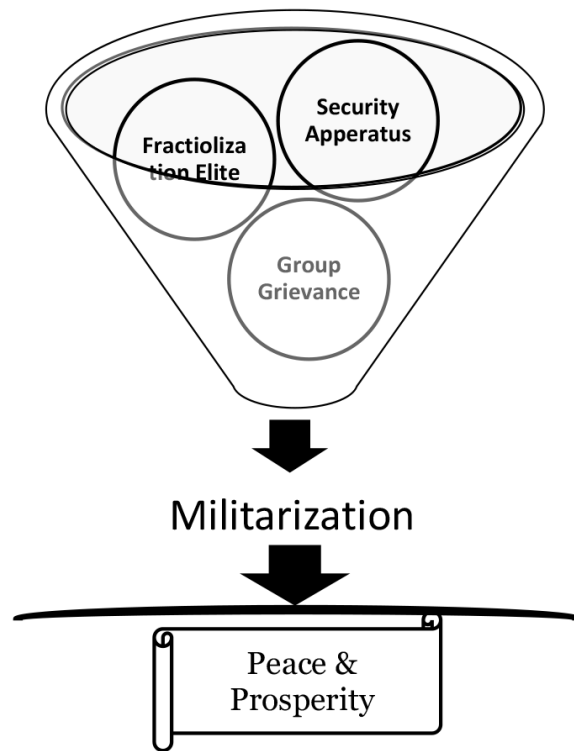 Security
Apperatus
Fractioliza
tion Elite
Group
Grievance
Militarization
Peace &
Prosperity